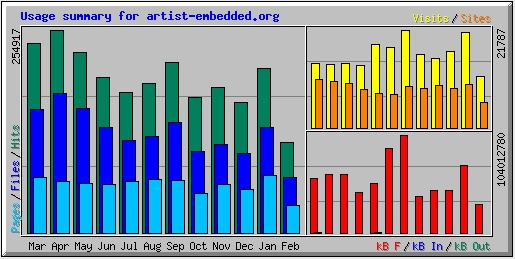 Usage summary for artist-embedded.org
Visits/Sites
254917
21787
Pages/Files/Hits
104012780
Mar Apr May Jun Jul Aug Sep Oct Nov Dec Jan Feb
kB F/kB In/kB Out